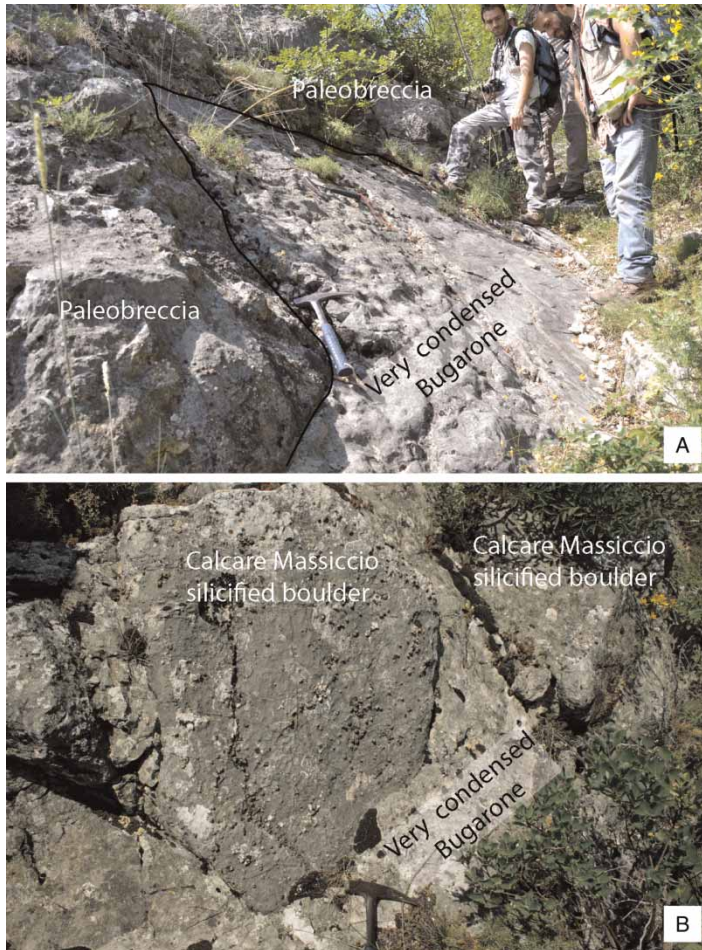 Paleobreccia
Paleobreccia
Very condensed
Bugarone
A
Calcare Massiccio
silicified boulder
Calcare Massiccio
silicified boulder
Very condensed
Bugarone
B